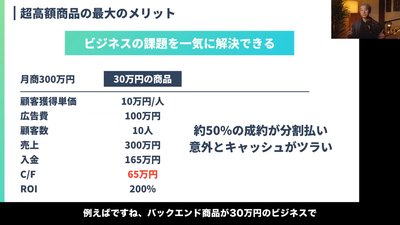 超高額商品の最大のメリット
ビジネスの課題を一気に解決できる
月商300万円 30万円の商品
顧客獲得単価 10万円/人
広告費 100万円
顧客数 10人
売上 300万円
入金 165万円
C/F 65万円
ROI 200%
約50%の成約が分割払い
意外とキャッシュがツラい
例えばですね、バックエンド商品が30万円のビジネスで